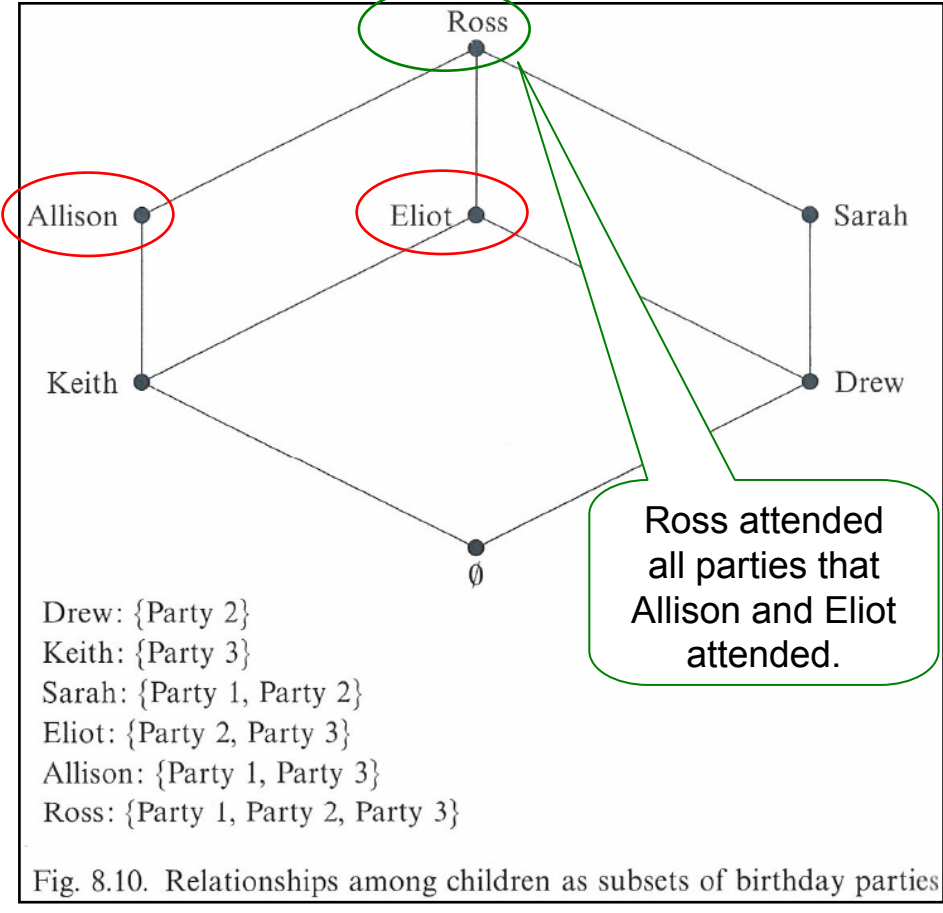 Ross
Allison
Eliot
Sarah
Keith
Drew
∅
Ross attended
all parties that
Allison and Eliot
attended.
Drew: {Party 2}
Keith: {Party 3}
Sarah: {Party 1, Party 2}
Eliot: {Party 2, Party 3}
Allison: {Party 1, Party 3}
Ross: {Party 1, Party 2, Party 3}
Fig. 8.10. Relationships among children as subsets of birthday parties